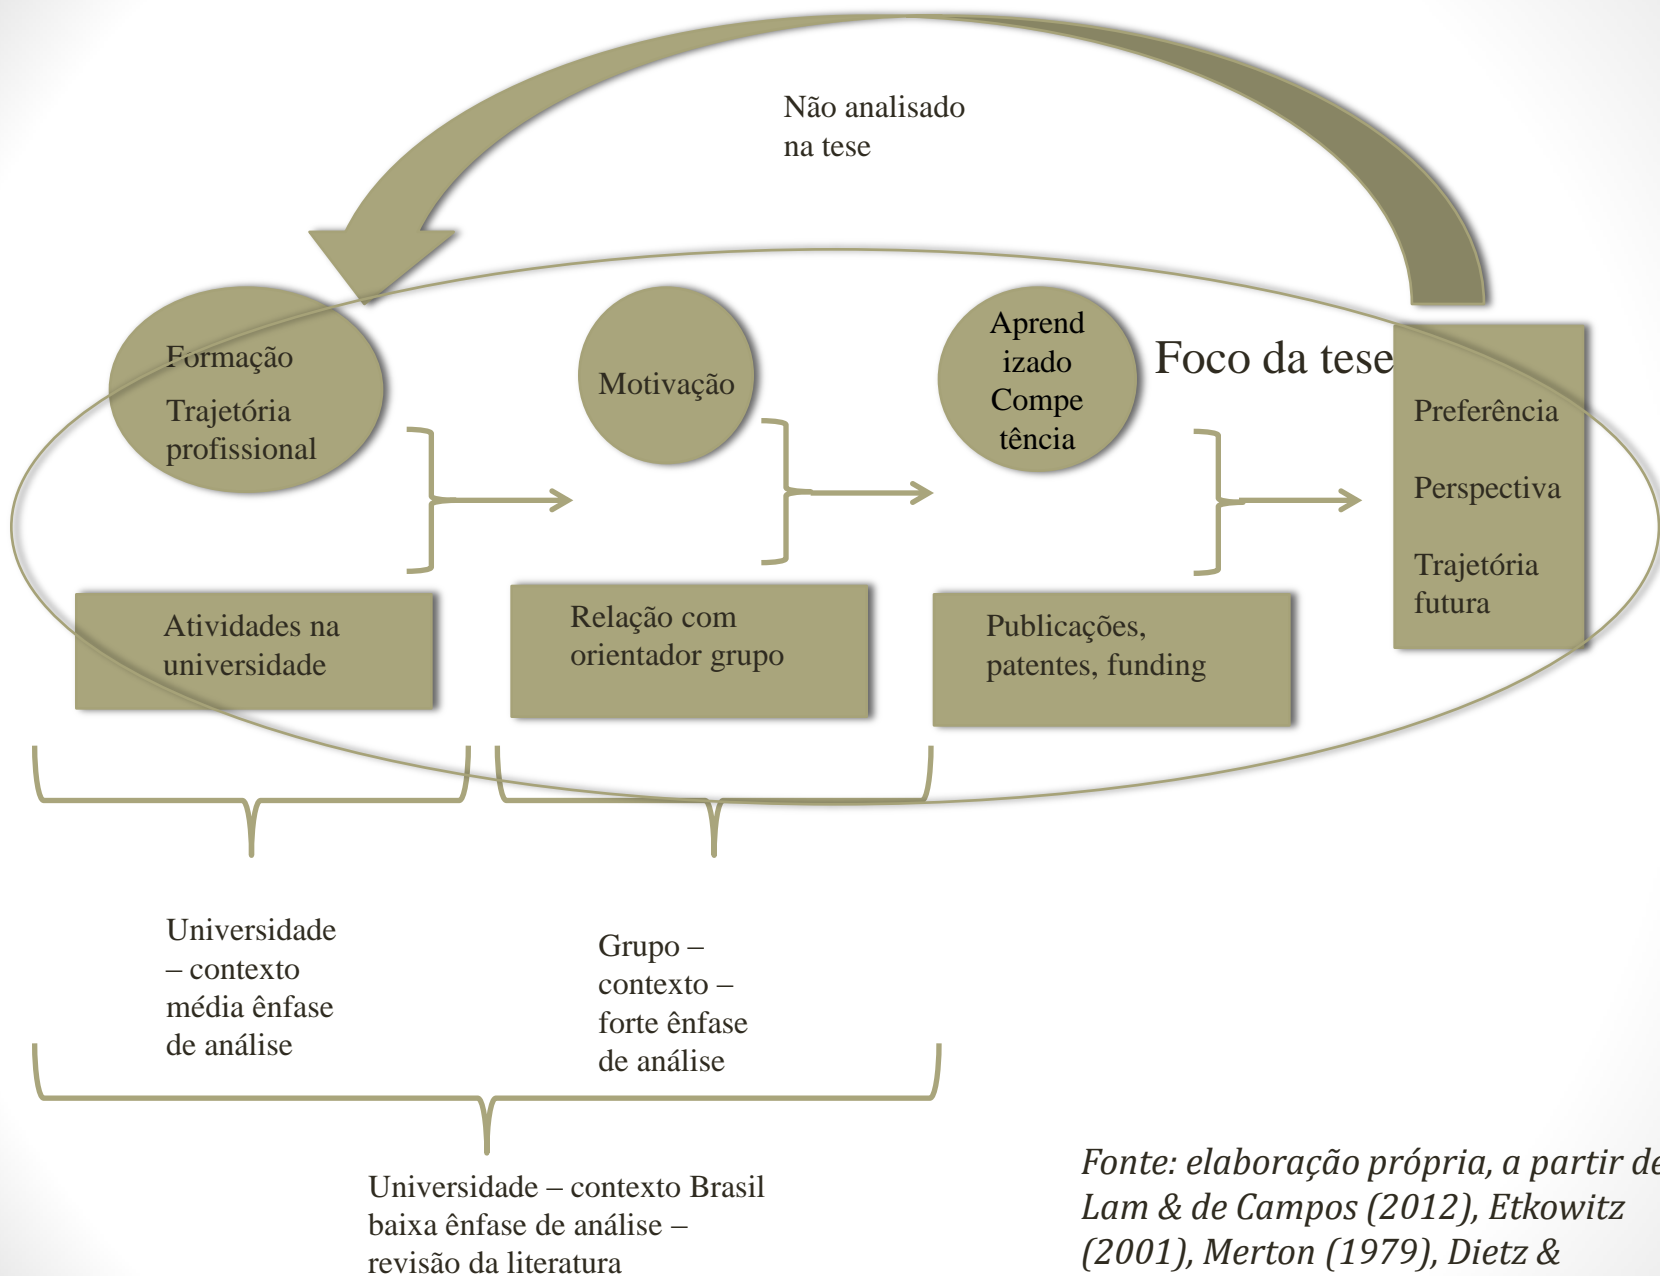 Não analisado
na tese
Formação
Trajetória
profissional
Motivação
Aprend
izado
Compe
tência
Foco da tese
Preferência
Perspectiva
Trajetória
futura
Atividades na
universidade
Relação com
orientador grupo
Publicações,
patentes, funding
Universidade
– contexto
média ênfase
de análise
Grupo –
contexto –
forte ênfase
de análise
Universidade – contexto Brasil
baixa ênfase de análise –
revisão da literatura
Fonte: elaboração própria, a partir de
Lam & de Campos (2012), Etkowitz
(2001), Merton (1979), Dietz &